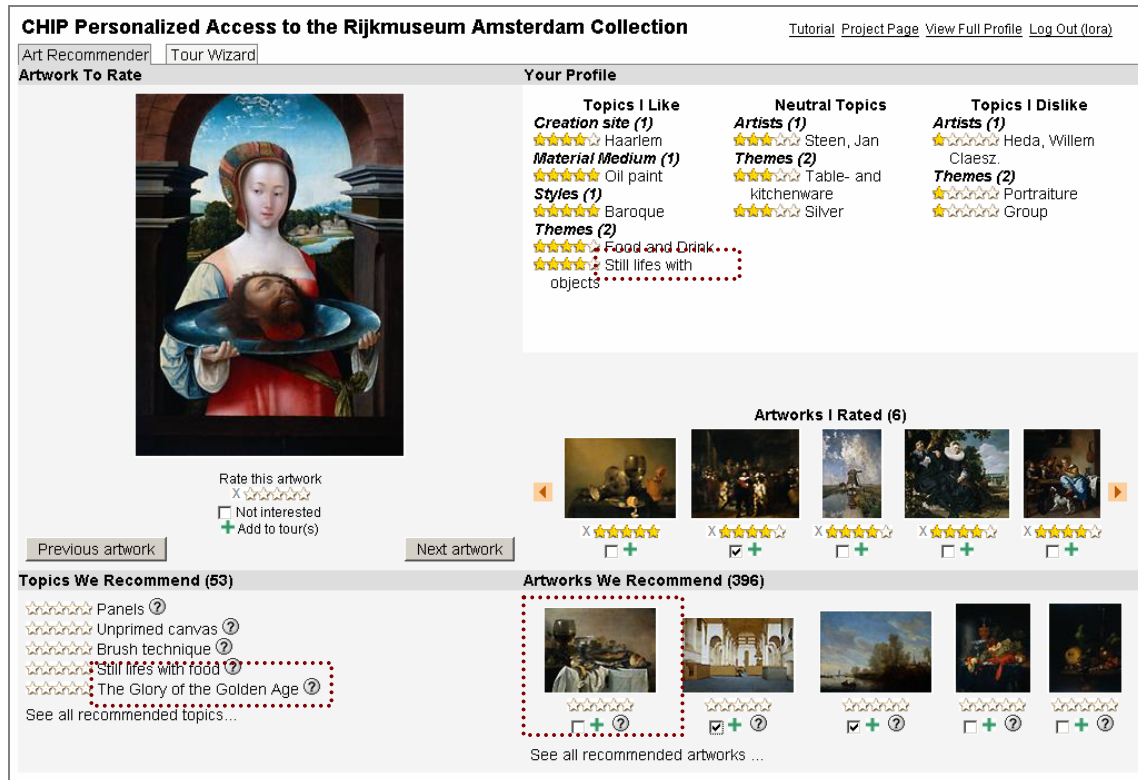 CHIP Personalized Access to the Rijkmuseum Amsterdam Collection
Tutorial Project Page View Full Profile Log Out (lora)
Art Recommender Tour Wizard
Artwork To Rate
Rate this artwork
X
Not interested
+ Add to tour(s)
Previous artwork
Next artwork
Your Profile
Topics I Like
Creation site (1)
Haarlem
Material Medium (1)
Oil paint
Styles (1)
Baroque
Themes (2)
Food and Drink
Still lifes with
objects
Neutral Topics
Artists (1)
Steen, Jan
Themes (2)
Table- and
kitchenware
Silver
Topics I Dislike
Artists (1)
Heda, Willem
Claesz.
Themes (2)
Portraiture
Group
Artworks I Rated (6)
X X X X X
+ + + + +
Topics We Recommend (53)
Panels ?
Unprimed canvas ?
Brush technique ?
Still lifes with food ?
The Glory of the Golden Age ?
See all recommended topics...
Artworks We Recommend (396)
+ ? + ? + ? + ? + ?
See all recommended artworks ...